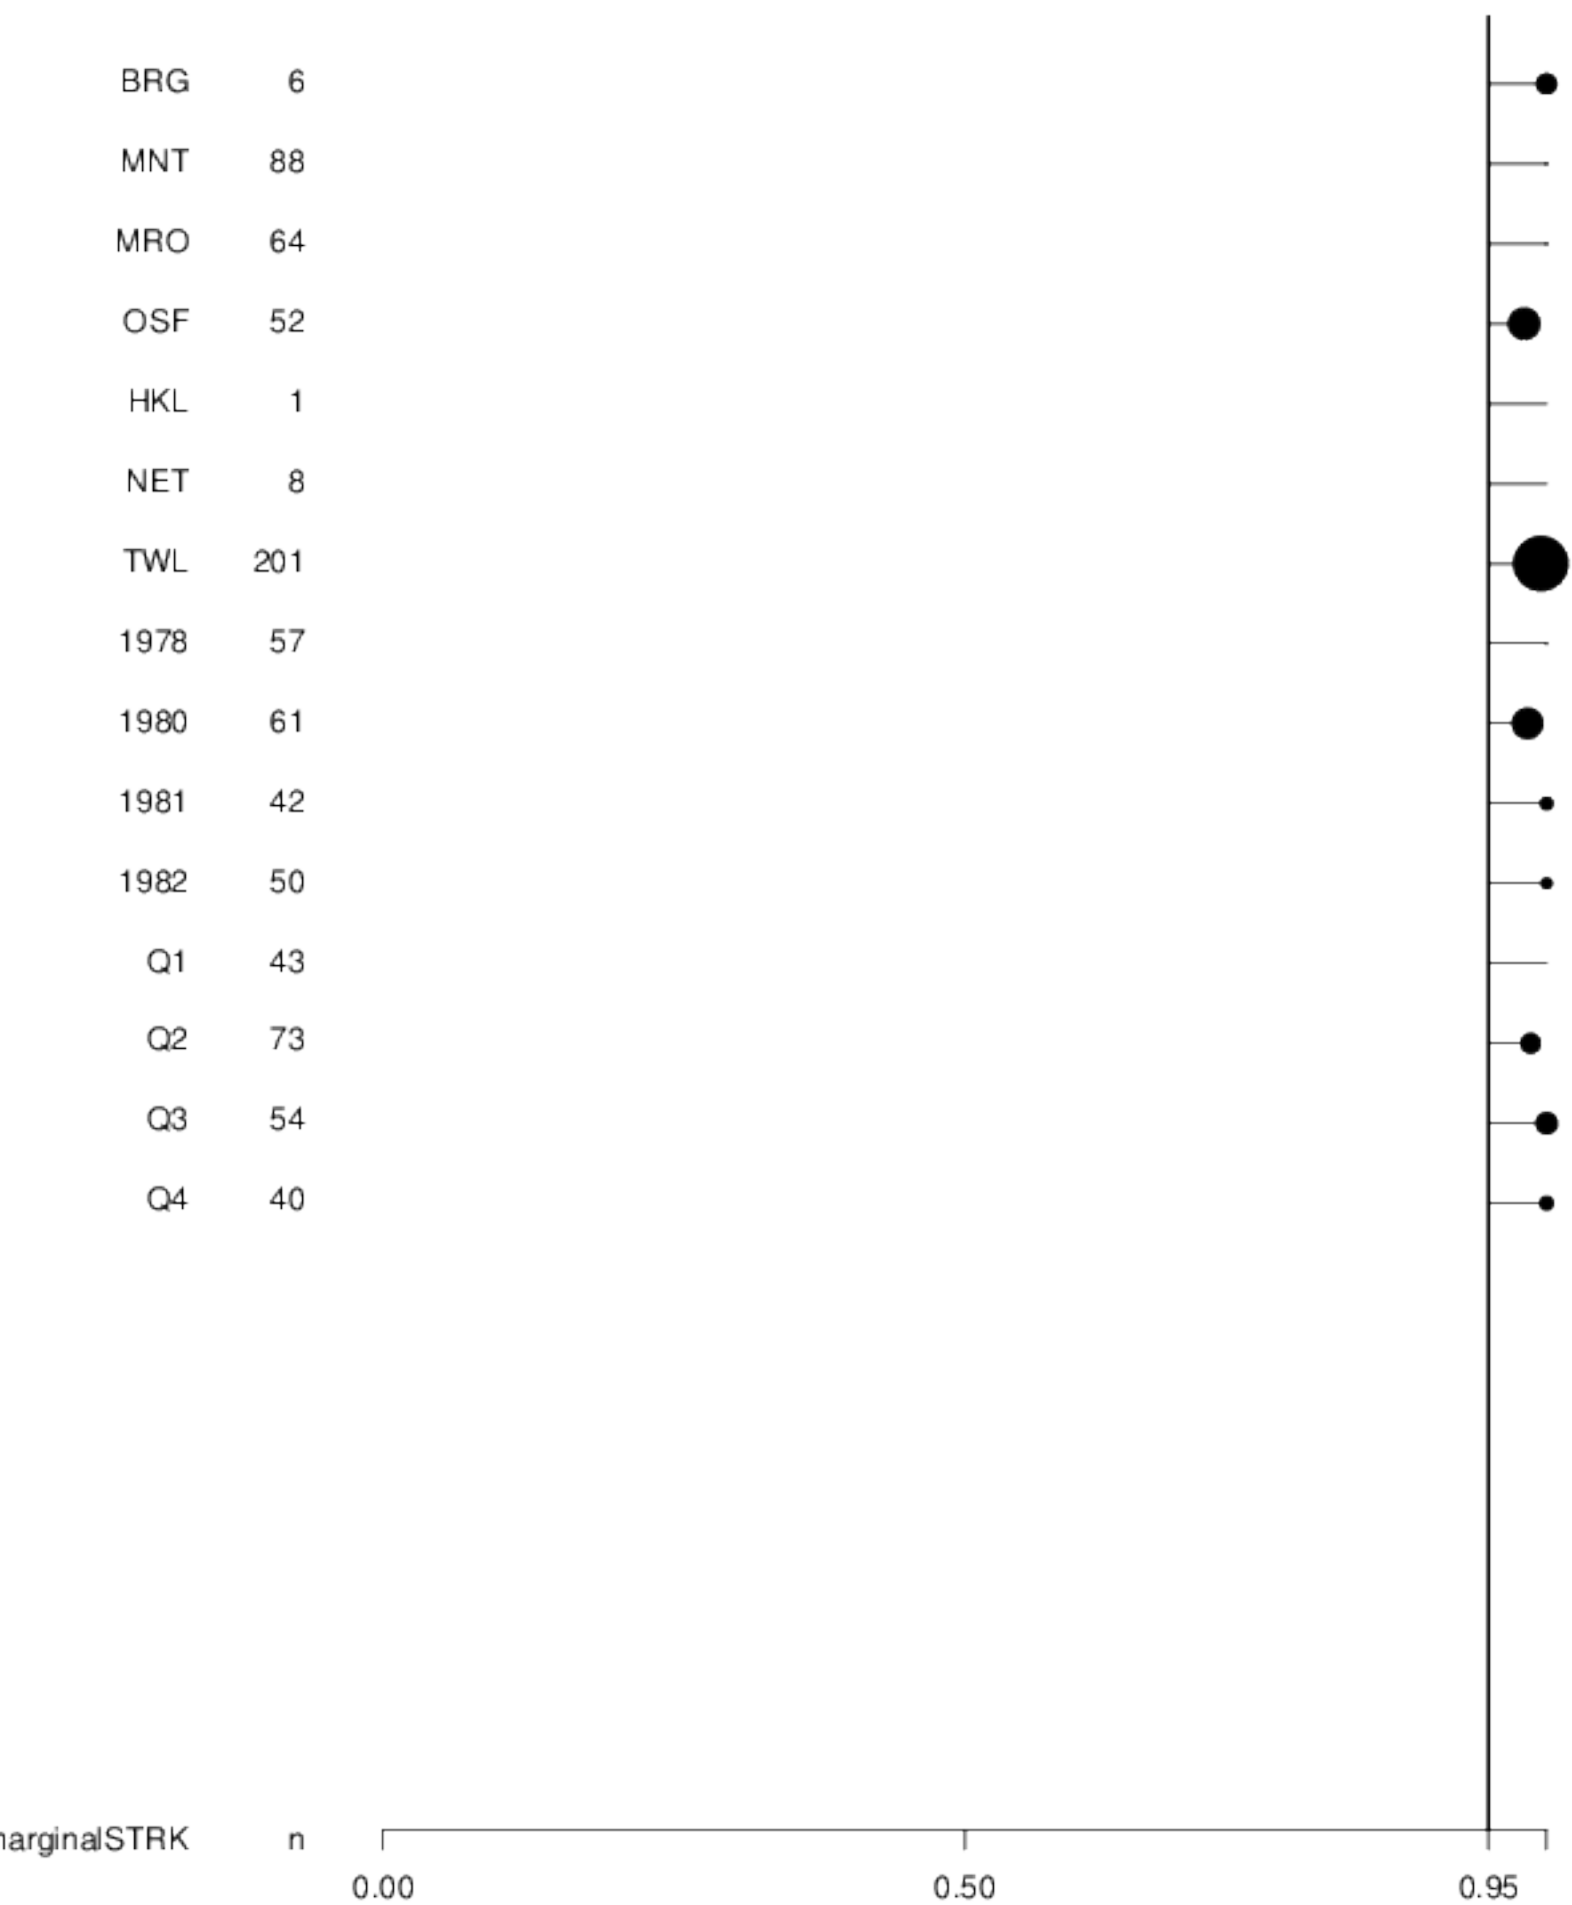 BRG 6
MNT 88
MRO 64
OSF 52
HKL 1
NET 8
TWL 201
1978 57
1980 61
1981 42
1982 50
Q1 43
Q2 73
Q3 54
Q4 40
arginalSTRK n
0.00 0.50 0.95